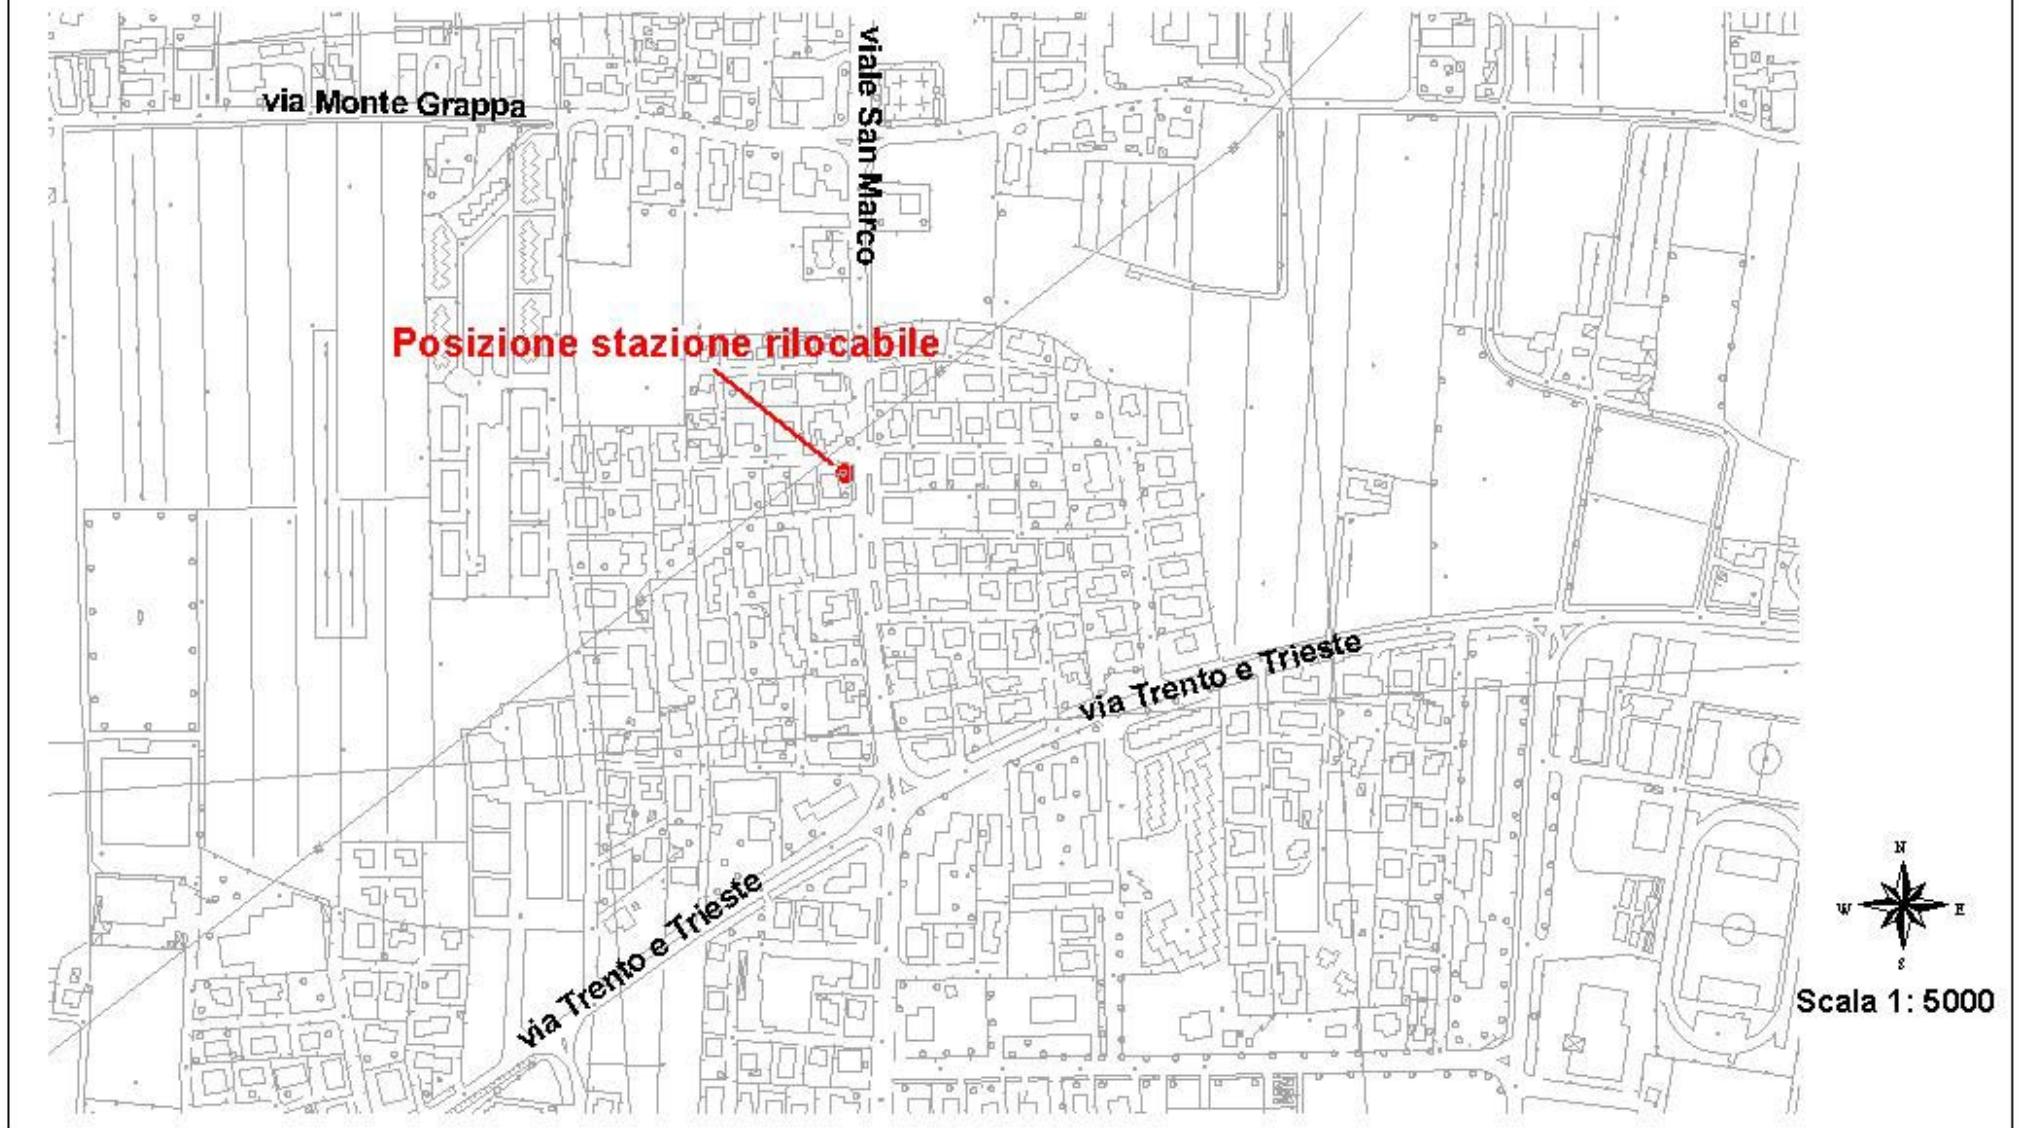 viale San Marco
via Monte Grappa
Posizione stazione rilocabile
via Trento e Trieste
via Trento e Trieste
N
W E
S
Scala 1: 5000